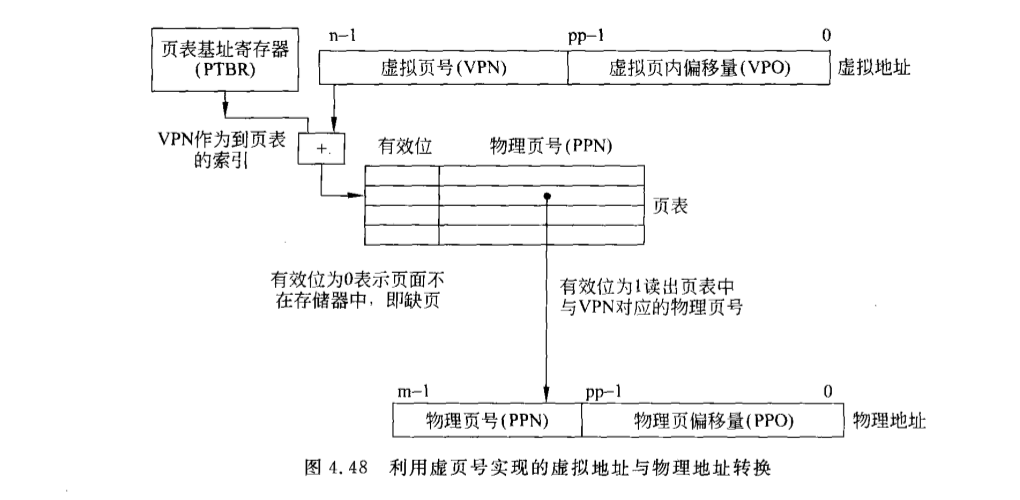 页表基址寄存器
(PTBR)
n-1
pp-1
0
虚拟页号(VPN)
虚拟页内偏移量(VPO)
虚拟地址
VPN作为到页表
的索引
+
有效位
物理页号(PPN)
页表
有效位为0表示页面不
在存储器中，即缺页
有效位为1读出页表中
与VPN对应的物理页号
m-1
pp-1
0
物理页号(PPN)
物理页偏移量(PPO)
物理地址
图 4.48 利用虚页号实现的虚拟地址与物理地址转换